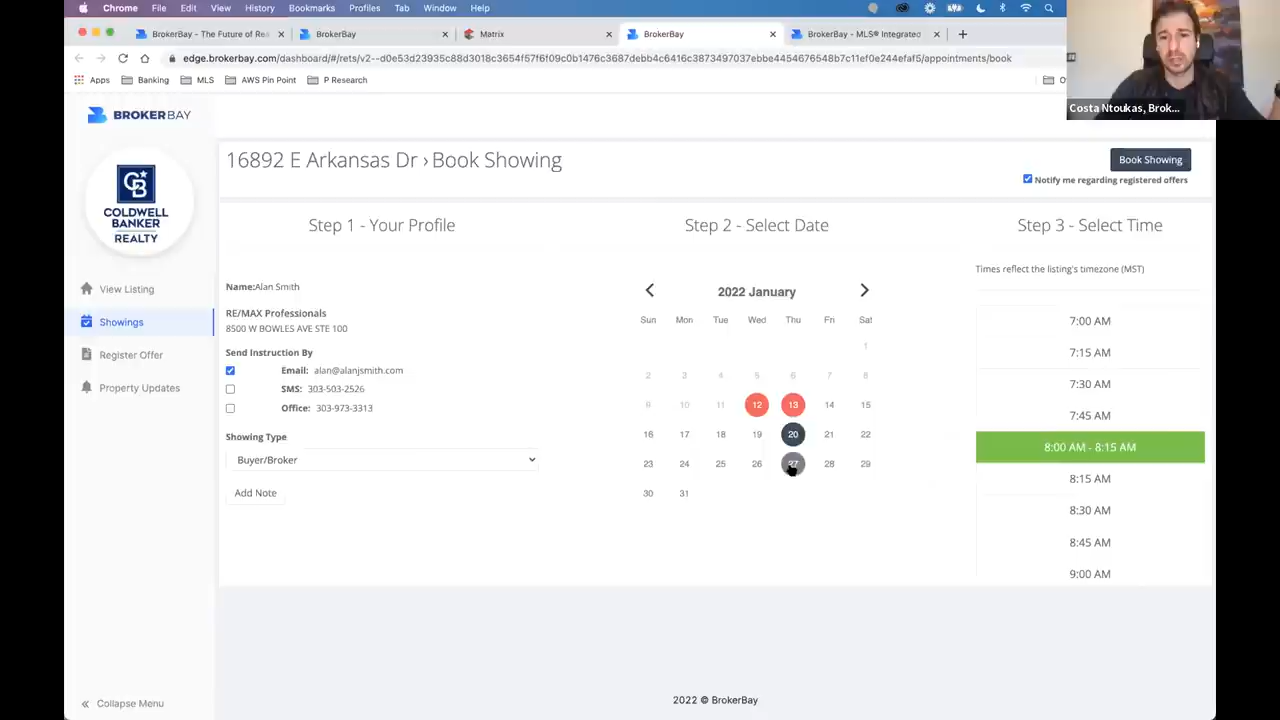 Chrome File Edit View History Bookmarks Profiles Tab Window Help
BrokerBay - The Future of Rea
BrokerBay
Matrix
BrokerBay
BrokerBay - MLS® Integrated
edge.brokerbay.com/dashboard/#/rets/v2--d0e53d23935c88d3018c3654f57f6f09c0b1476c3687debb4c6416c3873497037ebbe4454676548b7c11ef0e244efaf5/appointments/book
Apps Banking MLS AWS Pin Point P Research
Costa Ntoukas, Brok...
BROKERBAY
COLDWELL
BANKER
REALTY
View Listing
Showings
Register Offer
Property Updates
Collapse Menu
16892 E Arkansas Dr › Book Showing
Book Showing
Notify me regarding registered offers
Step 1 - Your Profile
Name:Alan Smith
RE/MAX Professionals
8500 W BOWLES AVE STE 100
Send Instruction By
Email: alan@alanjsmith.com
SMS: 303-503-2526
Office: 303-973-3313
Showing Type
Buyer/Broker
Add Note
Step 2 - Select Date
2022 January
Sun Mon Tue Wed Thu Fri Sat
1
2 3 4 5 6 7 8
9 10 11 12 13 14 15
16 17 18 19 20 21 22
23 24 25 26 27 28 29
30 31
Step 3 - Select Time
Times reflect the listing's timezone (MST)
7:00 AM
7:15 AM
7:30 AM
7:45 AM
8:00 AM - 8:15 AM
8:15 AM
8:30 AM
8:45 AM
9:00 AM
2022 © BrokerBay